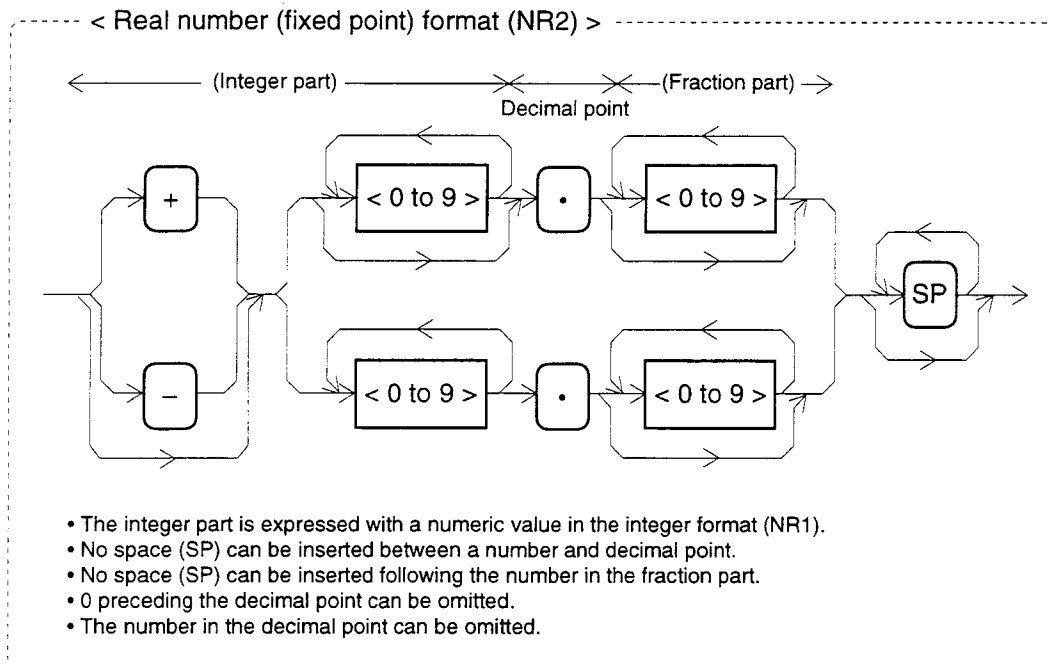 < Real number (fixed point) format (NR2) >
(Integer part)
(Fraction part)
Decimal point
+
< 0 to 9 >
.
< 0 to 9 >
SP
−
< 0 to 9 >
.
< 0 to 9 >
• The integer part is expressed with a numeric value in the integer format (NR1).
• No space (SP) can be inserted between a number and decimal point.
• No space (SP) can be inserted following the number in the fraction part.
• 0 preceding the decimal point can be omitted.
• The number in the decimal point can be omitted.